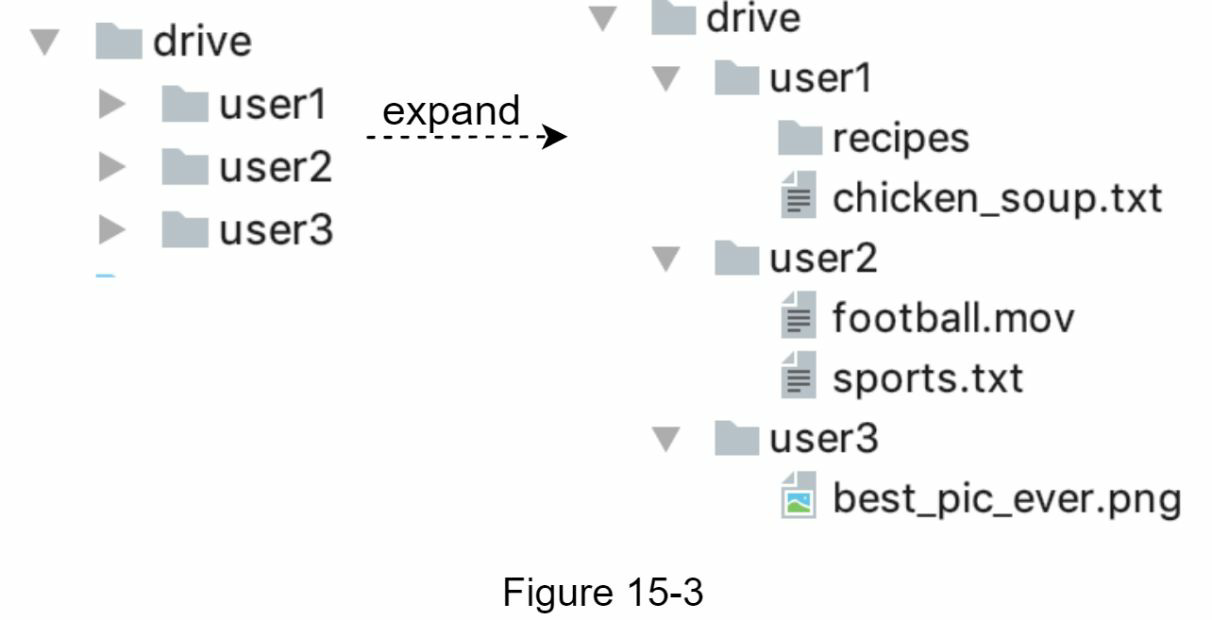 drive
user1
user2
user3
expand
drive
user1
recipes
chicken_soup.txt
user2
football.mov
sports.txt
user3
best_pic_ever.png
Figure 15-3